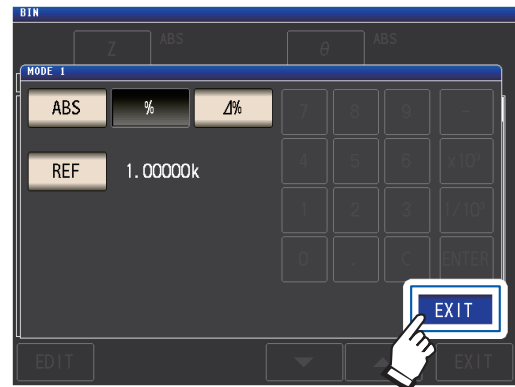 BIN
Z ABS θ ABS
MODE 1
ABS % Δ% 7 8 9 -
REF 1.00000k 4 5 6 x10³
1 2 3 1/10³
0 . C ENTER
EXIT
EDIT EXIT